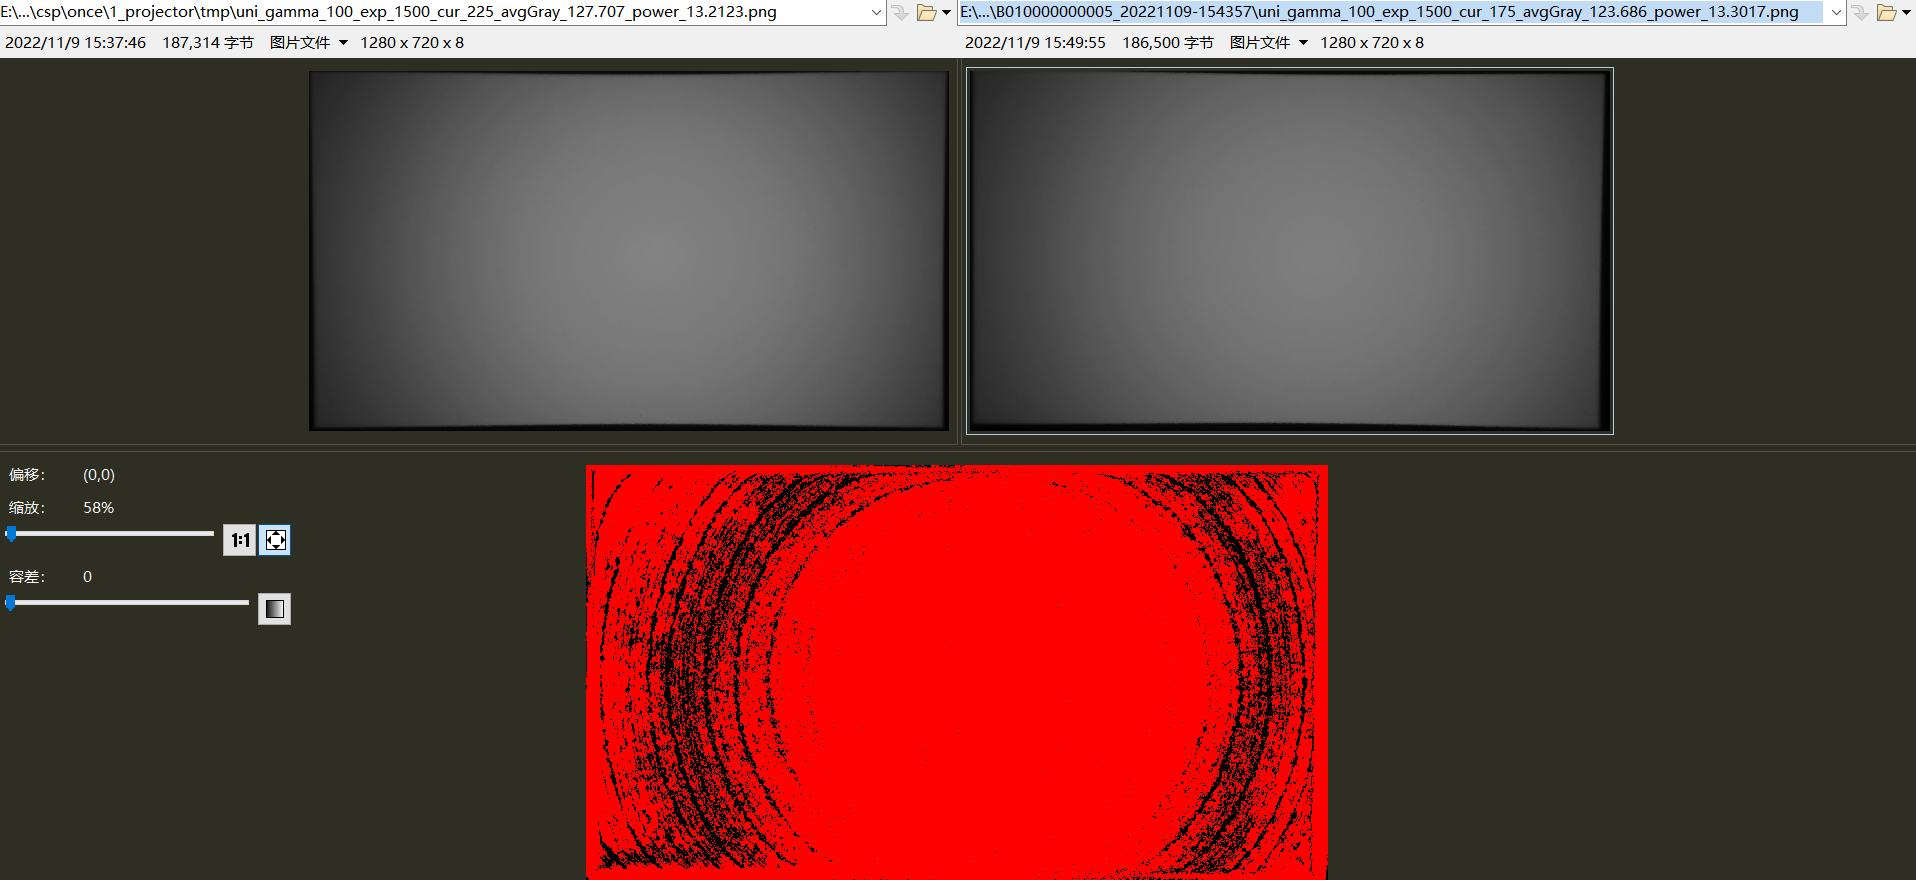 E:\...\csp\once\1_projector\tmp\uni_gamma_100_exp_1500_cur_225_avgGray_127.707_power_13.2123.png
E:\...\B010000000005_20221109-154357\uni_gamma_100_exp_1500_cur_175_avgGray_123.686_power_13.3017.png
2022/11/9 15:37:46 187,314 字节 图片文件 1280 x 720 x 8
2022/11/9 15:49:55 186,500 字节 图片文件 1280 x 720 x 8
偏移: (0,0)
缩放: 58%
1:1
容差: 0